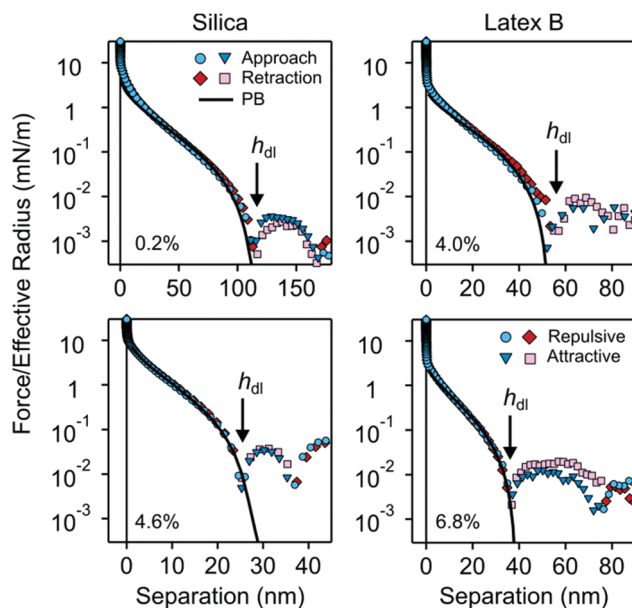 Silica
Latex B
Force/Effective Radius (mN/m)
10
1
10⁻¹
10⁻²
10⁻³
Approach
Retraction
PB
h_dl
0.2%
0 50 100 150
10
1
10⁻¹
10⁻²
10⁻³
h_dl
4.0%
0 20 40 60 80
10
1
10⁻¹
10⁻²
10⁻³
h_dl
4.6%
0 10 20 30 40
Separation (nm)
10
1
10⁻¹
10⁻²
10⁻³
Repulsive
Attractive
h_dl
6.8%
0 20 40 60 80
Separation (nm)